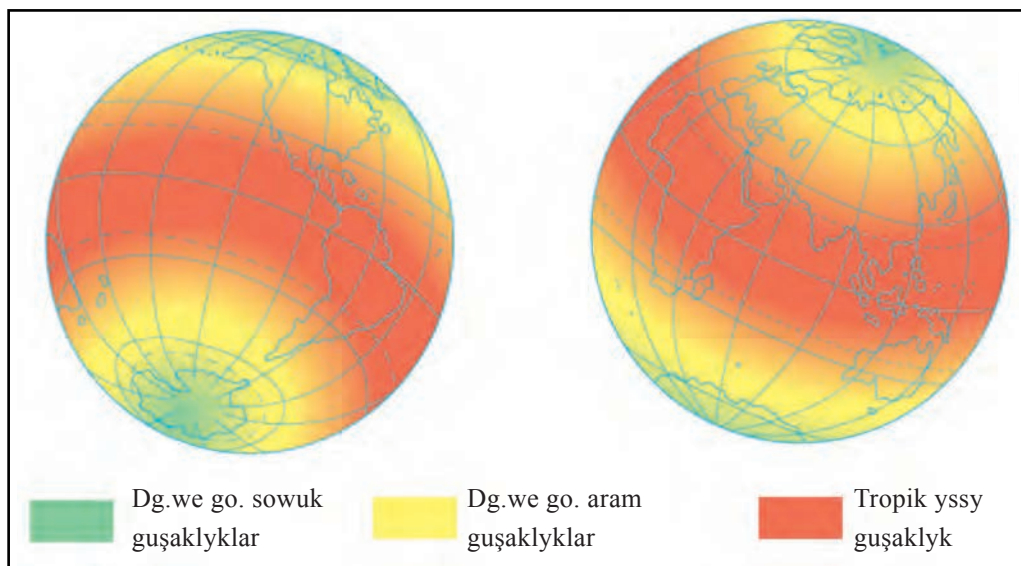 Dg.we go. sowuk
guşaklyklar
Dg.we go. aram
guşaklyklar
Tropik yssy
guşaklyk